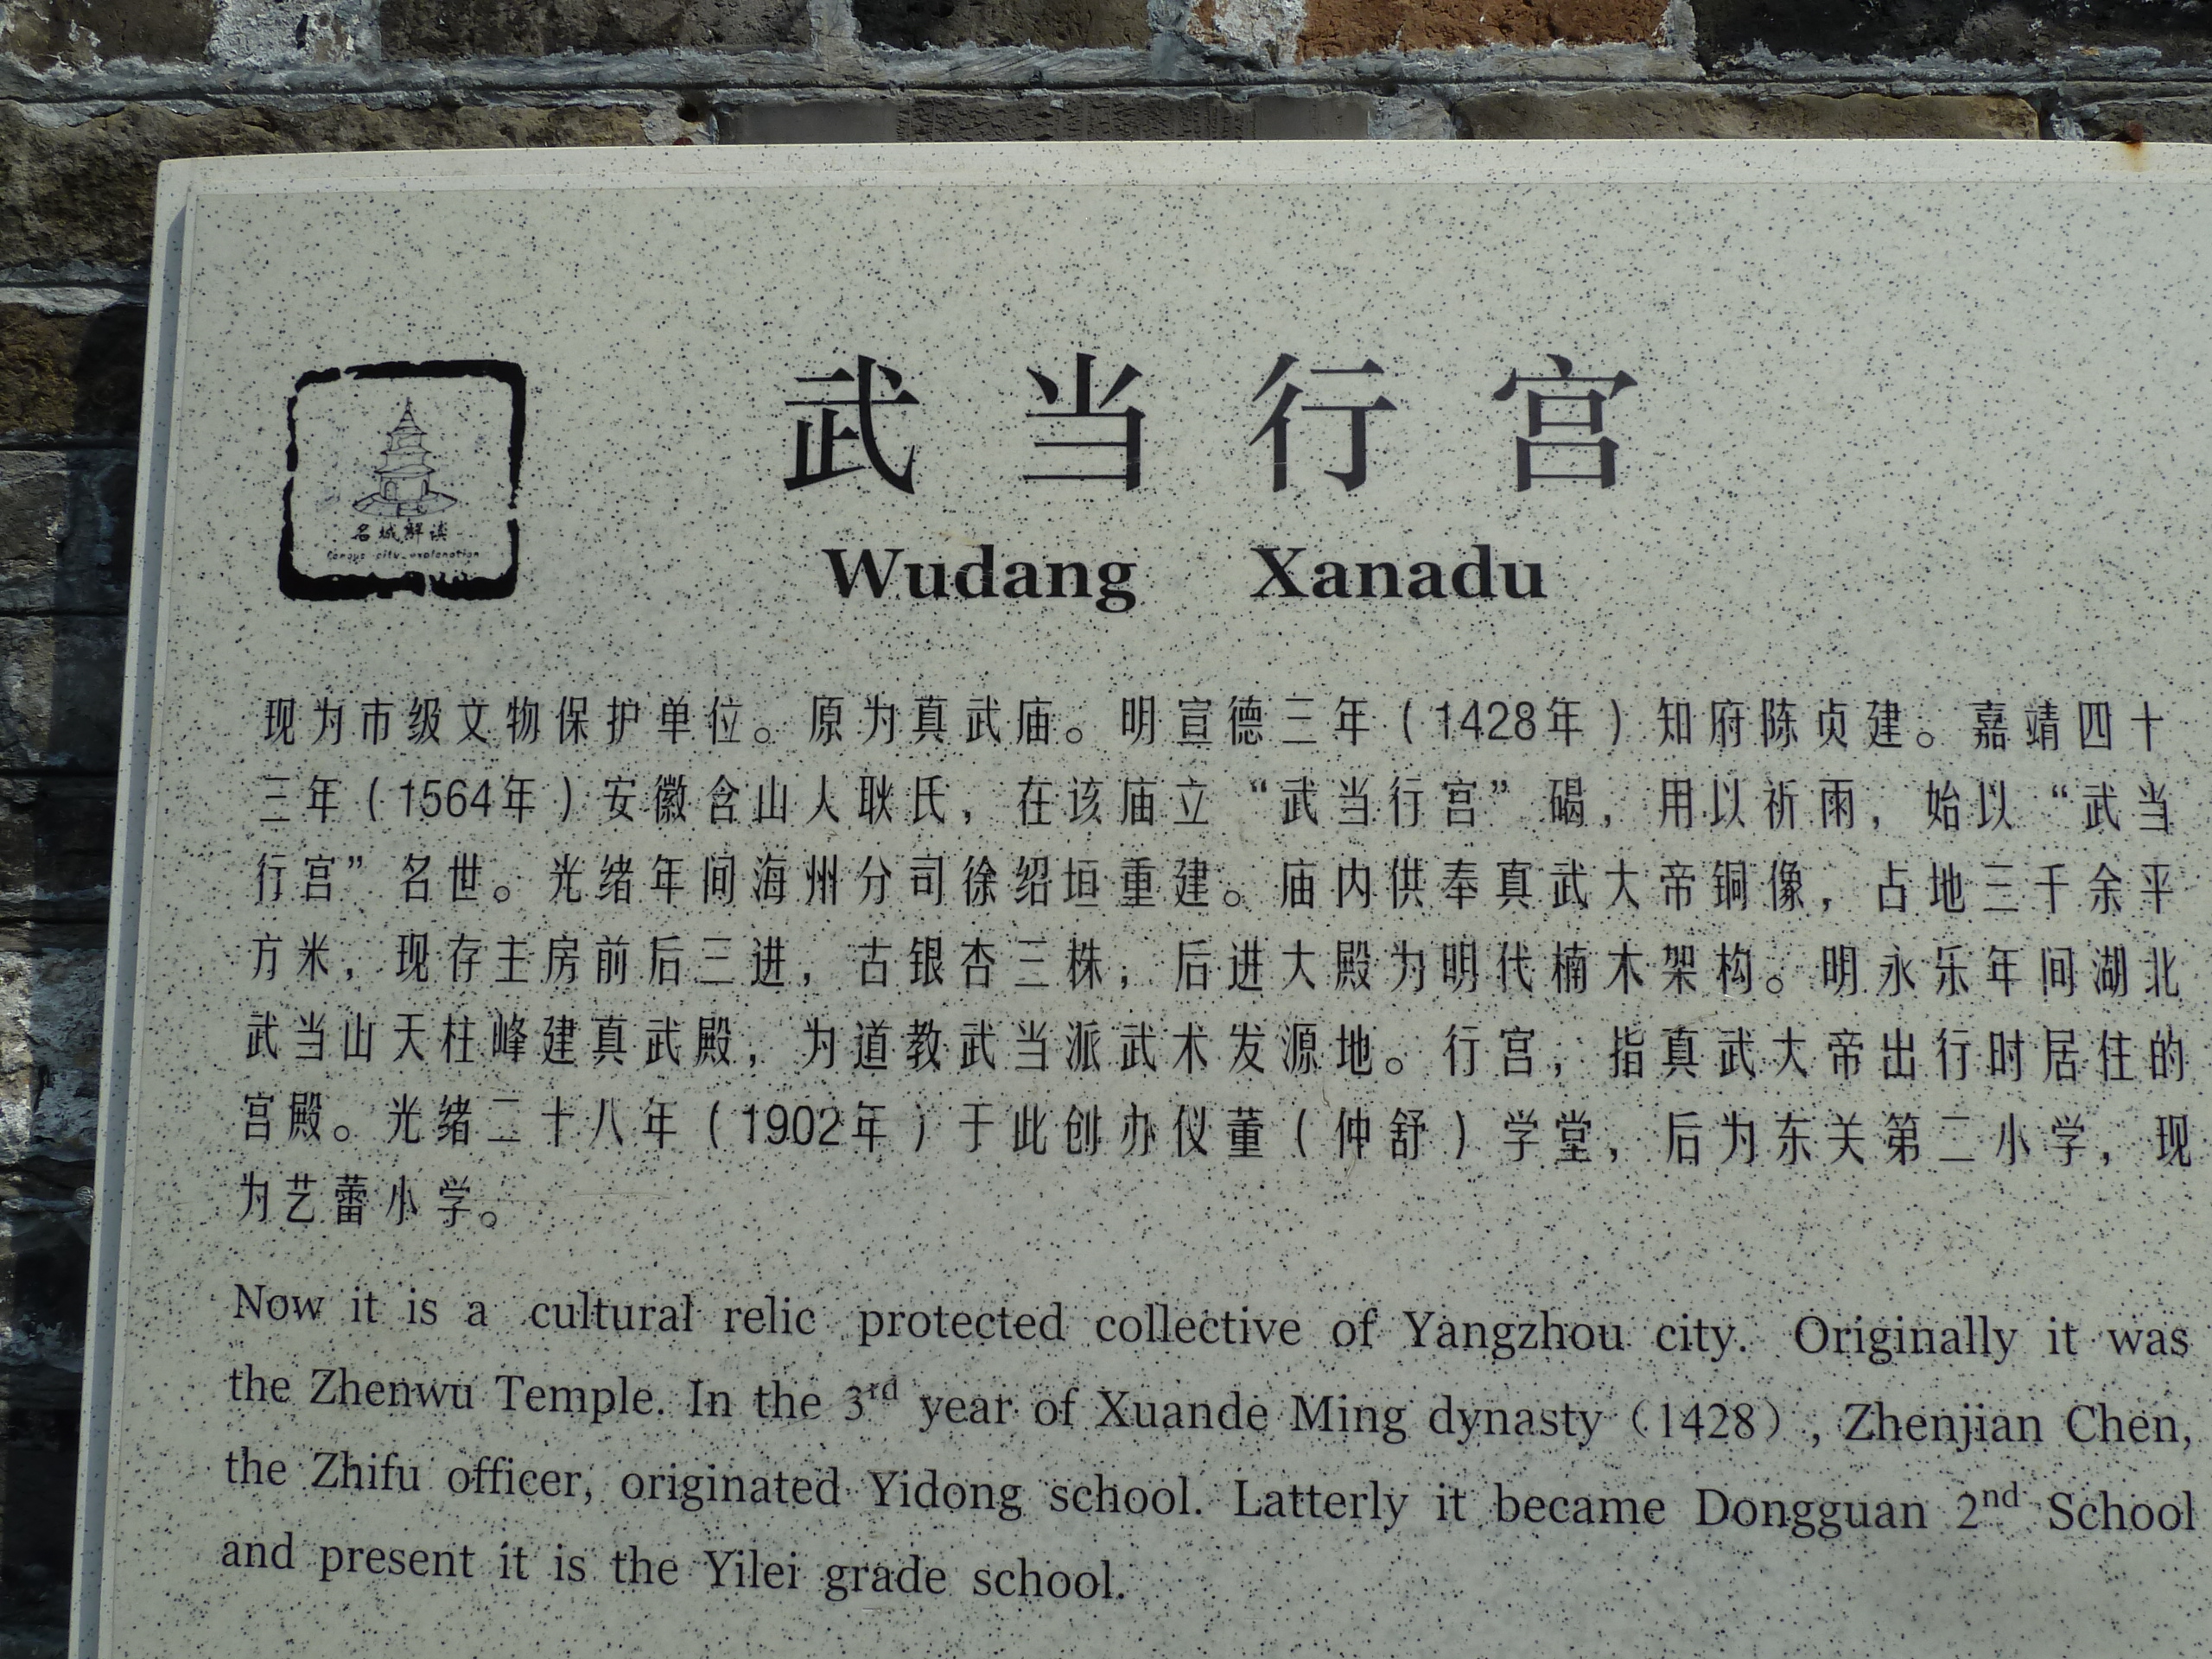 武当行宫
名城解读
Wudang Xanadu
现为市级文物保护单位。原为真武庙。明宣德三年（1428年）知府陈贞建。嘉靖四十
三年（1564年）安徽含山人耿氏，在该庙立“武当行宫”碣，用以祈雨，始以“武当
行宫”名世。光绪年间海州分司徐绍垣重建。庙内供奉真武大帝铜像，占地三千余平
方米，现存主房前后三进，古银杏三株，后进大殿为明代楠木架构。明永乐年间湖北
武当山天柱峰建真武殿，为道教武当派武术发源地。行宫，指真武大帝出行时居住的
宫殿。光绪二十八年（1902年）于此创办仪董（仲舒）学堂，后为东关第二小学，现
为艺蕾小学。
Now it is a cultural relic protected collective of Yangzhou city. Originally it was
the Zhenwu Temple. In the 3rd year of Xuande Ming dynasty（1428）, Zhenjian Chen,
the Zhifu officer, originated Yidong school. Latterly it became Dongguan 2nd School
and present it is the Yilei grade school.